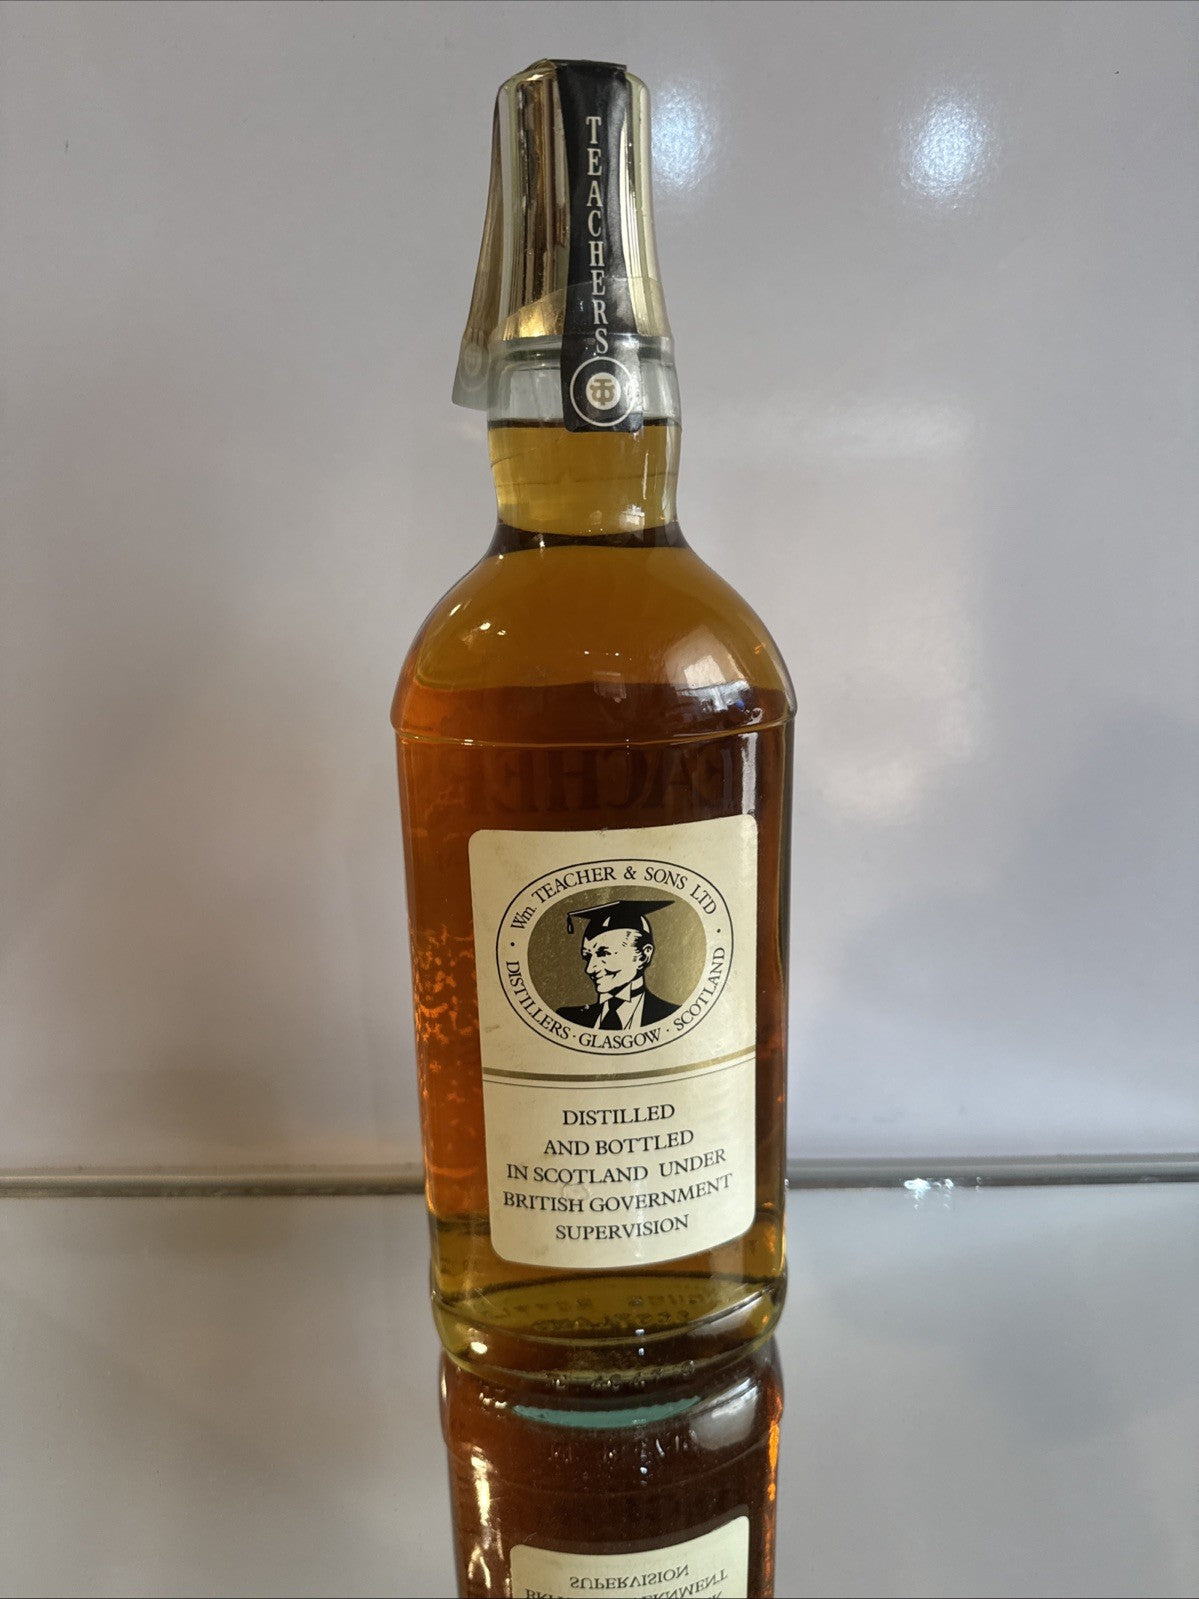 TEACHERS
Wm. TEACHER & SONS LTD
· DISTILLERS · GLASGOW · SCOTLAND ·
DISTILLED
AND BOTTLED
IN SCOTLAND UNDER
BRITISH GOVERNMENT
SUPERVISION